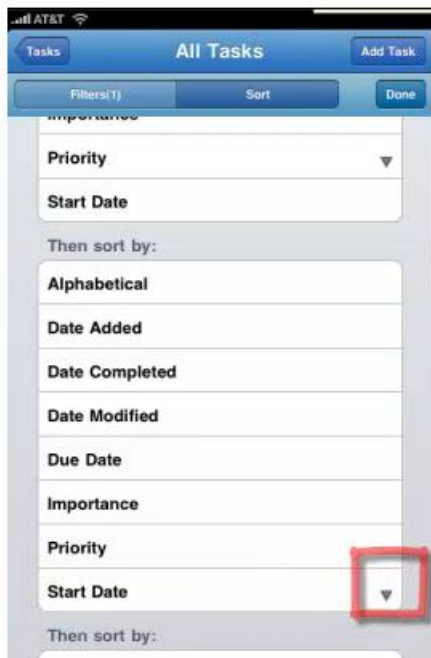 AT&T
Tasks All Tasks Add Task
Filters(1) Sort Done
Importance
Priority
Start Date
Then sort by:
Alphabetical
Date Added
Date Completed
Date Modified
Due Date
Importance
Priority
Start Date
Then sort by: